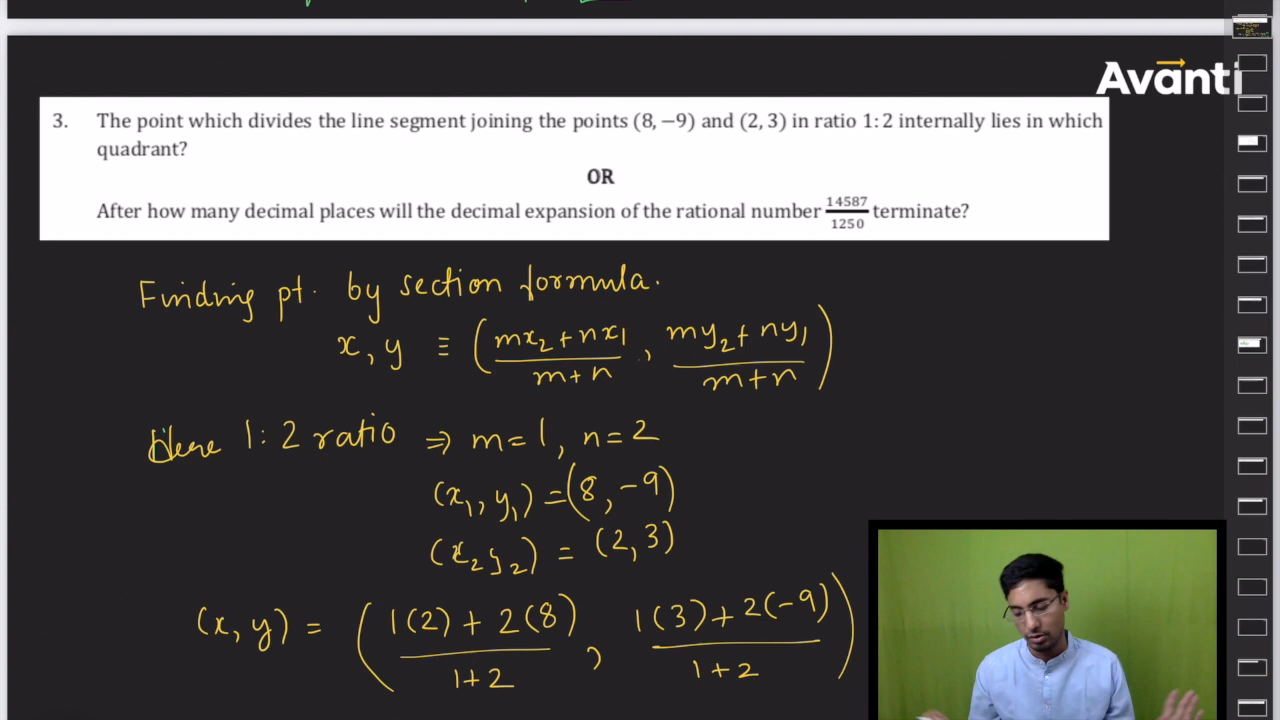 Avanti
3. The point which divides the line segment joining the points (8, −9) and (2, 3) in ratio 1: 2 internally lies in which
quadrant?
OR
After how many decimal places will the decimal expansion of the rational number 14587/1250 terminate?
Finding pt. by section formula.
x, y ≡ ( (mx₂ + nx₁)/(m+n) , (my₂ + ny₁)/(m+n) )
Here 1: 2 ratio ⇒ m = 1, n = 2
(x₁, y₁) = (8, −9)
(x₂ y₂) = (2, 3)
(x, y) = ( (1(2) + 2(8))/(1+2) , (1(3) + 2(−9))/(1+2) )